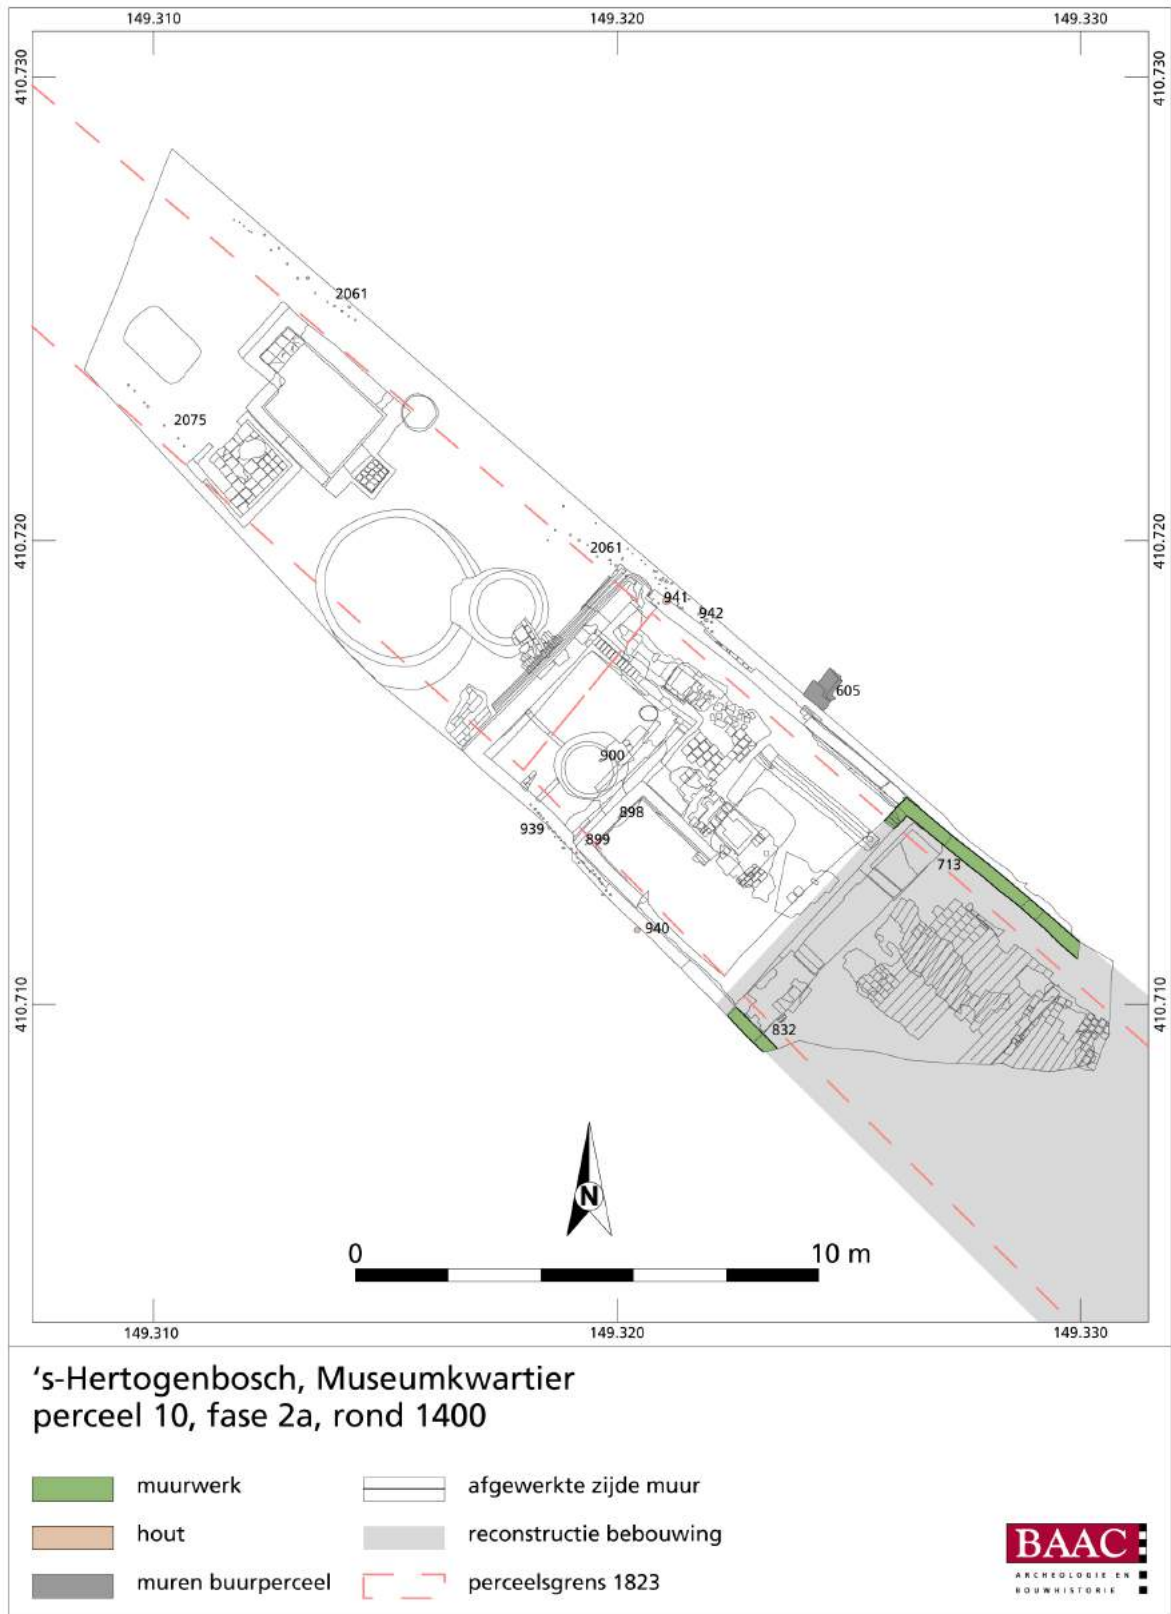 149.310
149.320
149.330
410.730
410.730
2061
2075
410.720
410.720
2061
941
942
605
900
898
939
899
713
940
410.710
410.710
832
N
0
10 m
149.310
149.320
149.330
‘s-Hertogenbosch, Museumkwartier
perceel 10, fase 2a, rond 1400
muurwerk
afgewerkte zijde muur
hout
reconstructie bebouwing
muren buurperceel
perceelsgrens 1823
BAAC
ARCHEOLOGIE EN
BOUWHISTORIE